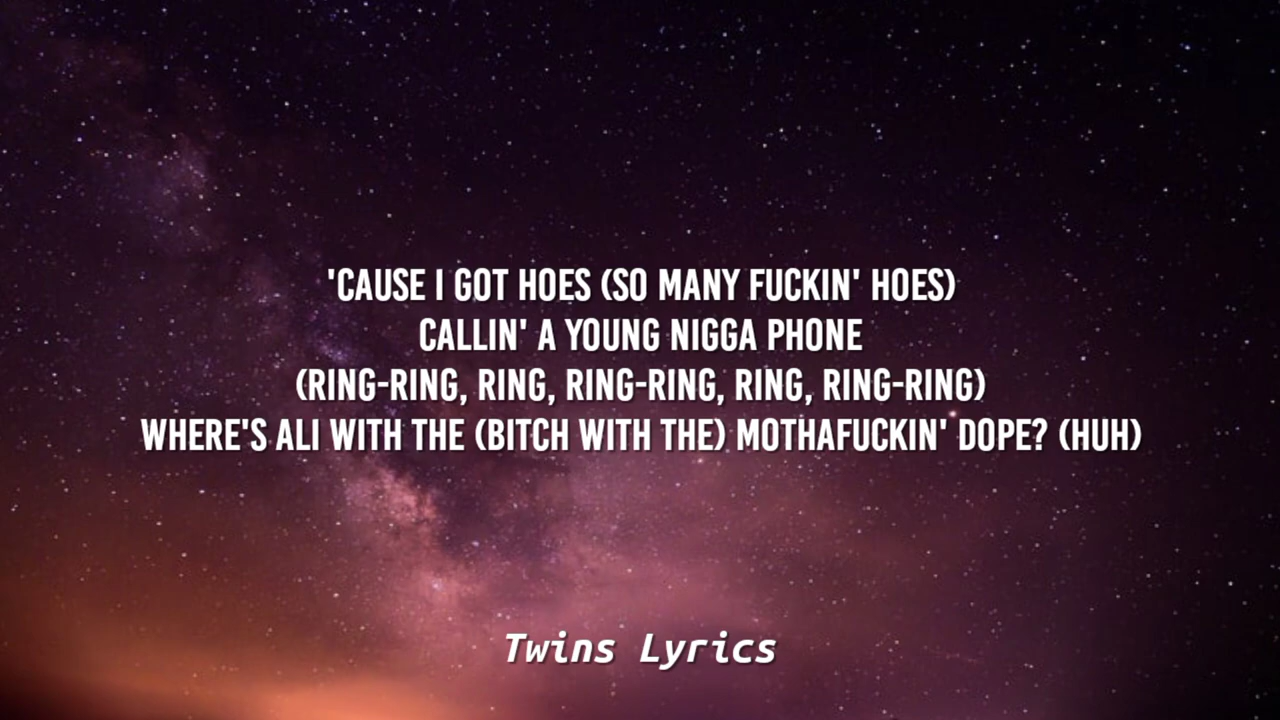 'CAUSE I GOT HOES (SO MANY FUCKIN' HOES)
CALLIN' A YOUNG NIGGA PHONE
(RING-RING, RING, RING-RING, RING, RING-RING)
WHERE'S ALI WITH THE (BITCH WITH THE) MOTHAFUCKIN' DOPE? (HUH)
Twins Lyrics